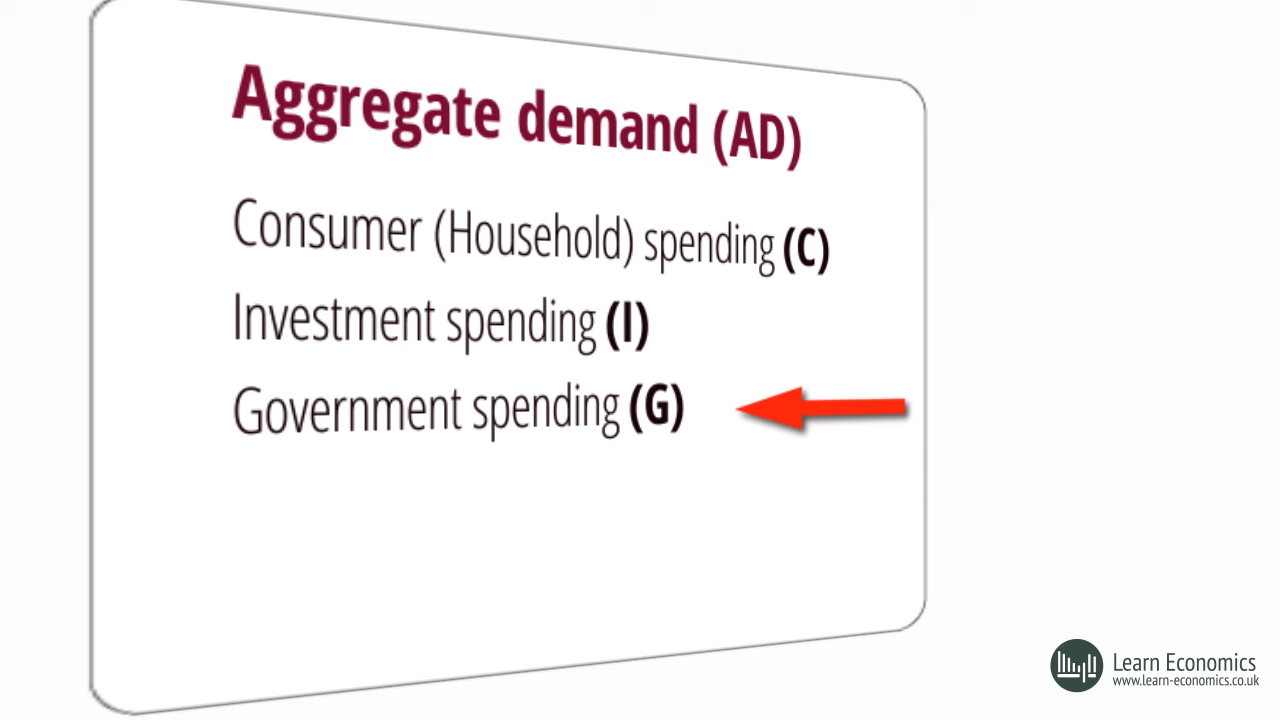 Aggregate demand (AD)
Consumer (Household) spending (C)
Investment spending (I)
Government spending (G)
Learn Economics
www.learn-economics.co.uk